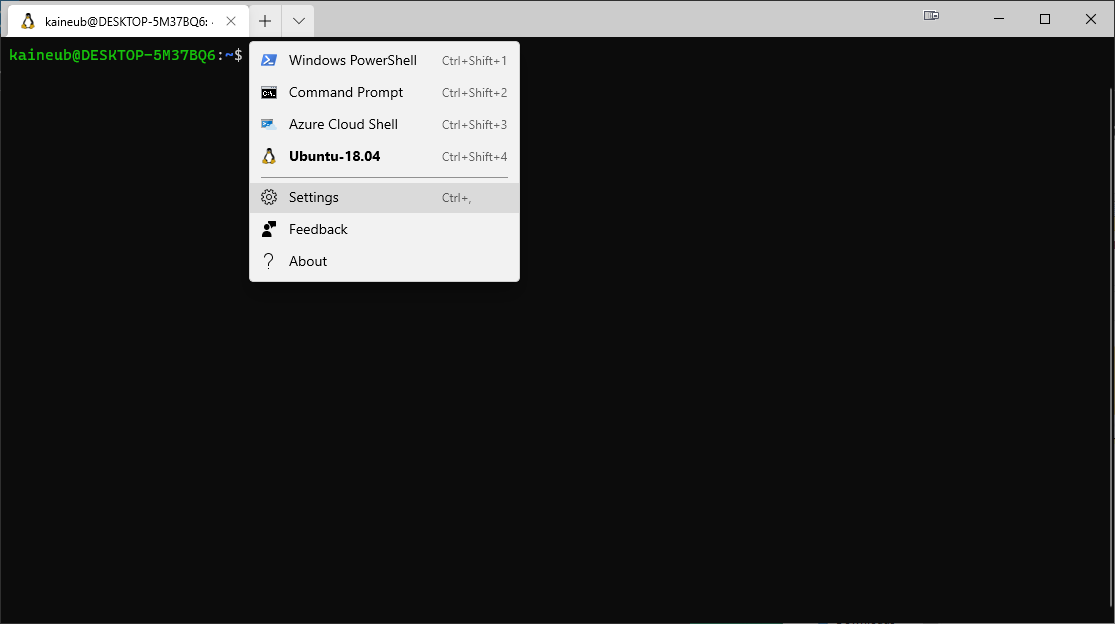 kaineub@DESKTOP-5M37BQ6: ·
kaineub@DESKTOP-5M37BQ6:~$
Windows PowerShell Ctrl+Shift+1
Command Prompt Ctrl+Shift+2
Azure Cloud Shell Ctrl+Shift+3
Ubuntu-18.04 Ctrl+Shift+4
Settings Ctrl+,
Feedback
About